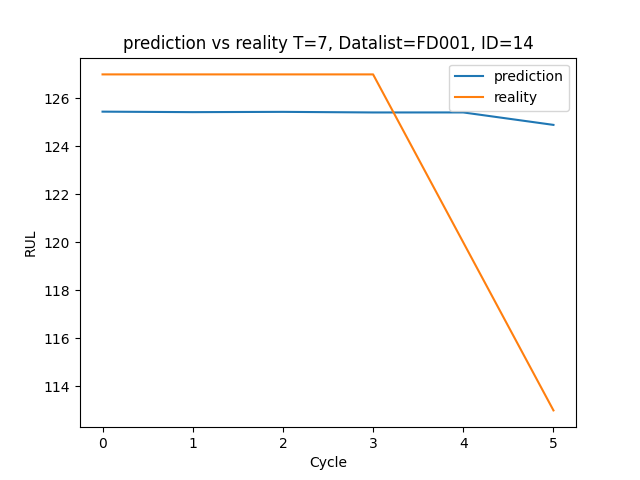 prediction vs reality T=7, Datalist=FD001, ID=14
prediction
reality
126
124
122
120
118
116
114
RUL
0 1 2 3 4 5
Cycle